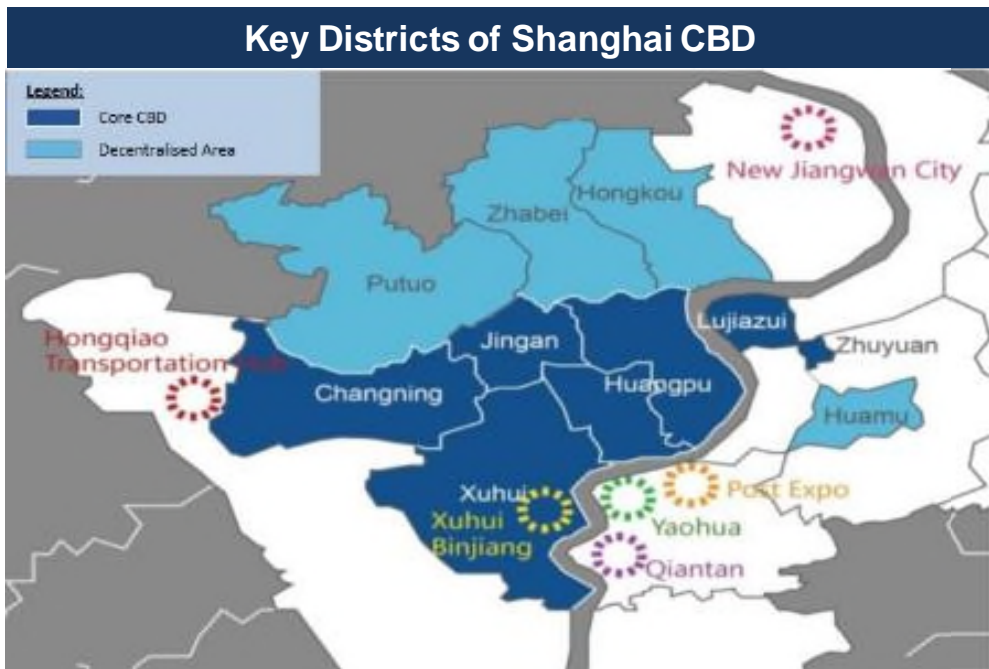 Key Districts of Shanghai CBD
Legend:
Core CBD
Decentralised Area
New Jiangwan City
Hongkou
Zhabei
Putuo
Lujiazui
Jingan
Zhuyuan
Hongqiao
Transportation Hub
Changning
Huangpu
Huamu
Xuhui
Xuhui
Binjiang
Post Expo
Yaohua
Qiantan